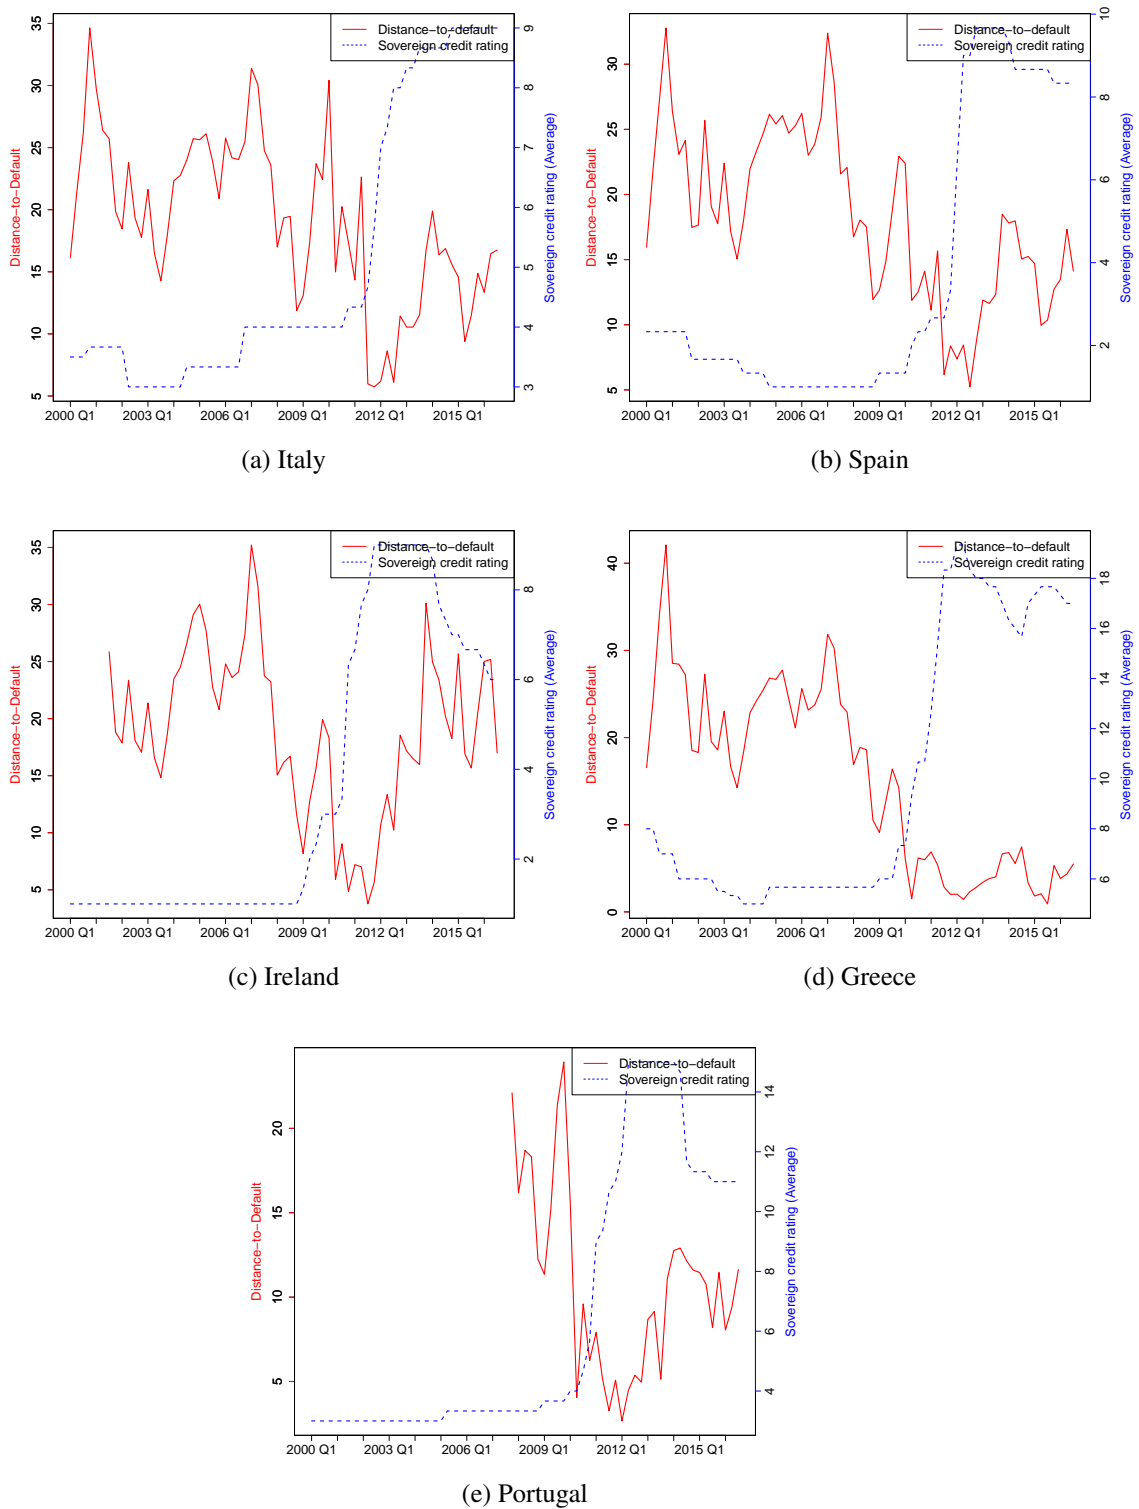 Distance-to-default
Sovereign credit rating
Distance-to-Default
Sovereign credit rating (Average)
5 10 15 20 25 30 35
3 4 5 6 7 8 9
2000 Q1 2003 Q1 2006 Q1 2009 Q1 2012 Q1 2015 Q1
(a) Italy
Distance-to-default
Sovereign credit rating
Distance-to-Default
Sovereign credit rating (Average)
5 10 15 20 25 30
2 4 6 8 10
2000 Q1 2003 Q1 2006 Q1 2009 Q1 2012 Q1 2015 Q1
(b) Spain
Distance-to-default
Sovereign credit rating
Distance-to-Default
Sovereign credit rating (Average)
5 10 15 20 25 30 35
2 4 6 8
2000 Q1 2003 Q1 2006 Q1 2009 Q1 2012 Q1 2015 Q1
(c) Ireland
Distance-to-default
Sovereign credit rating
Distance-to-Default
Sovereign credit rating (Average)
0 10 20 30 40
6 8 10 12 14 16 18
2000 Q1 2003 Q1 2006 Q1 2009 Q1 2012 Q1 2015 Q1
(d) Greece
Distance-to-default
Sovereign credit rating
Distance-to-Default
Sovereign credit rating (Average)
5 10 15 20
4 6 8 10 12 14
2000 Q1 2003 Q1 2006 Q1 2009 Q1 2012 Q1 2015 Q1
(e) Portugal